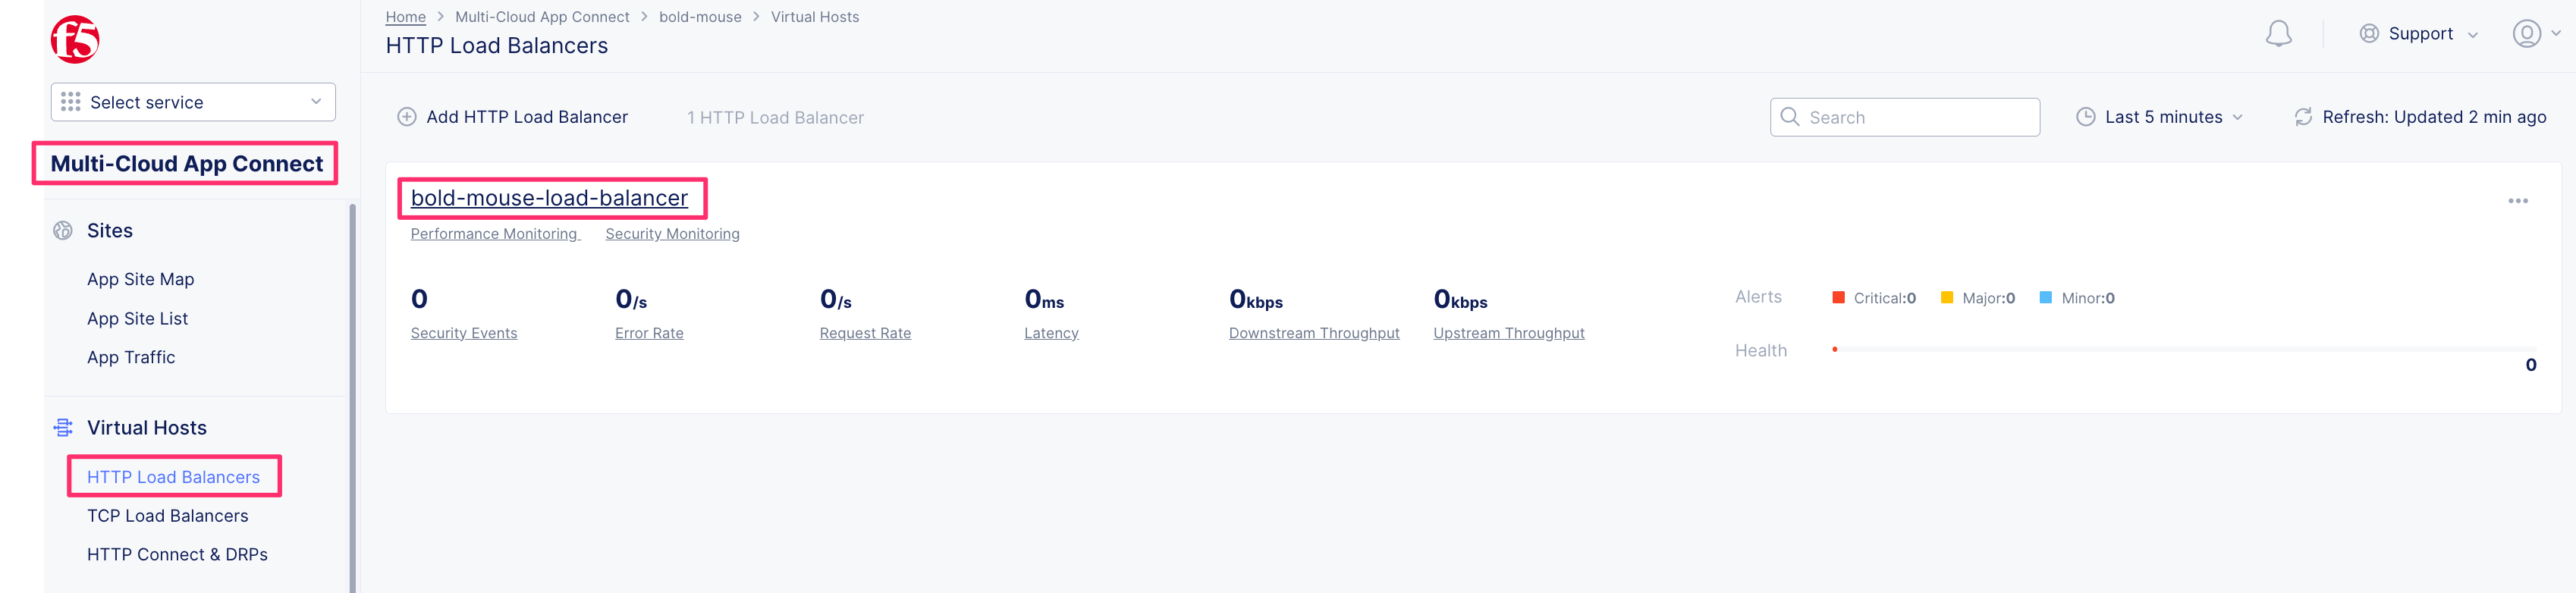 f5
Home > Multi-Cloud App Connect > bold-mouse > Virtual Hosts
HTTP Load Balancers
Support
Select service
Multi-Cloud App Connect
Sites
App Site Map
App Site List
App Traffic
Virtual Hosts
HTTP Load Balancers
TCP Load Balancers
HTTP Connect & DRPs
Add HTTP Load Balancer
1 HTTP Load Balancer
Search
Last 5 minutes
Refresh: Updated 2 min ago
bold-mouse-load-balancer
Performance Monitoring Security Monitoring
0 0/s 0/s 0ms 0kbps 0kbps
Security Events Error Rate Request Rate Latency Downstream Throughput Upstream Throughput
Alerts Critical:0 Major:0 Minor:0
Health
0